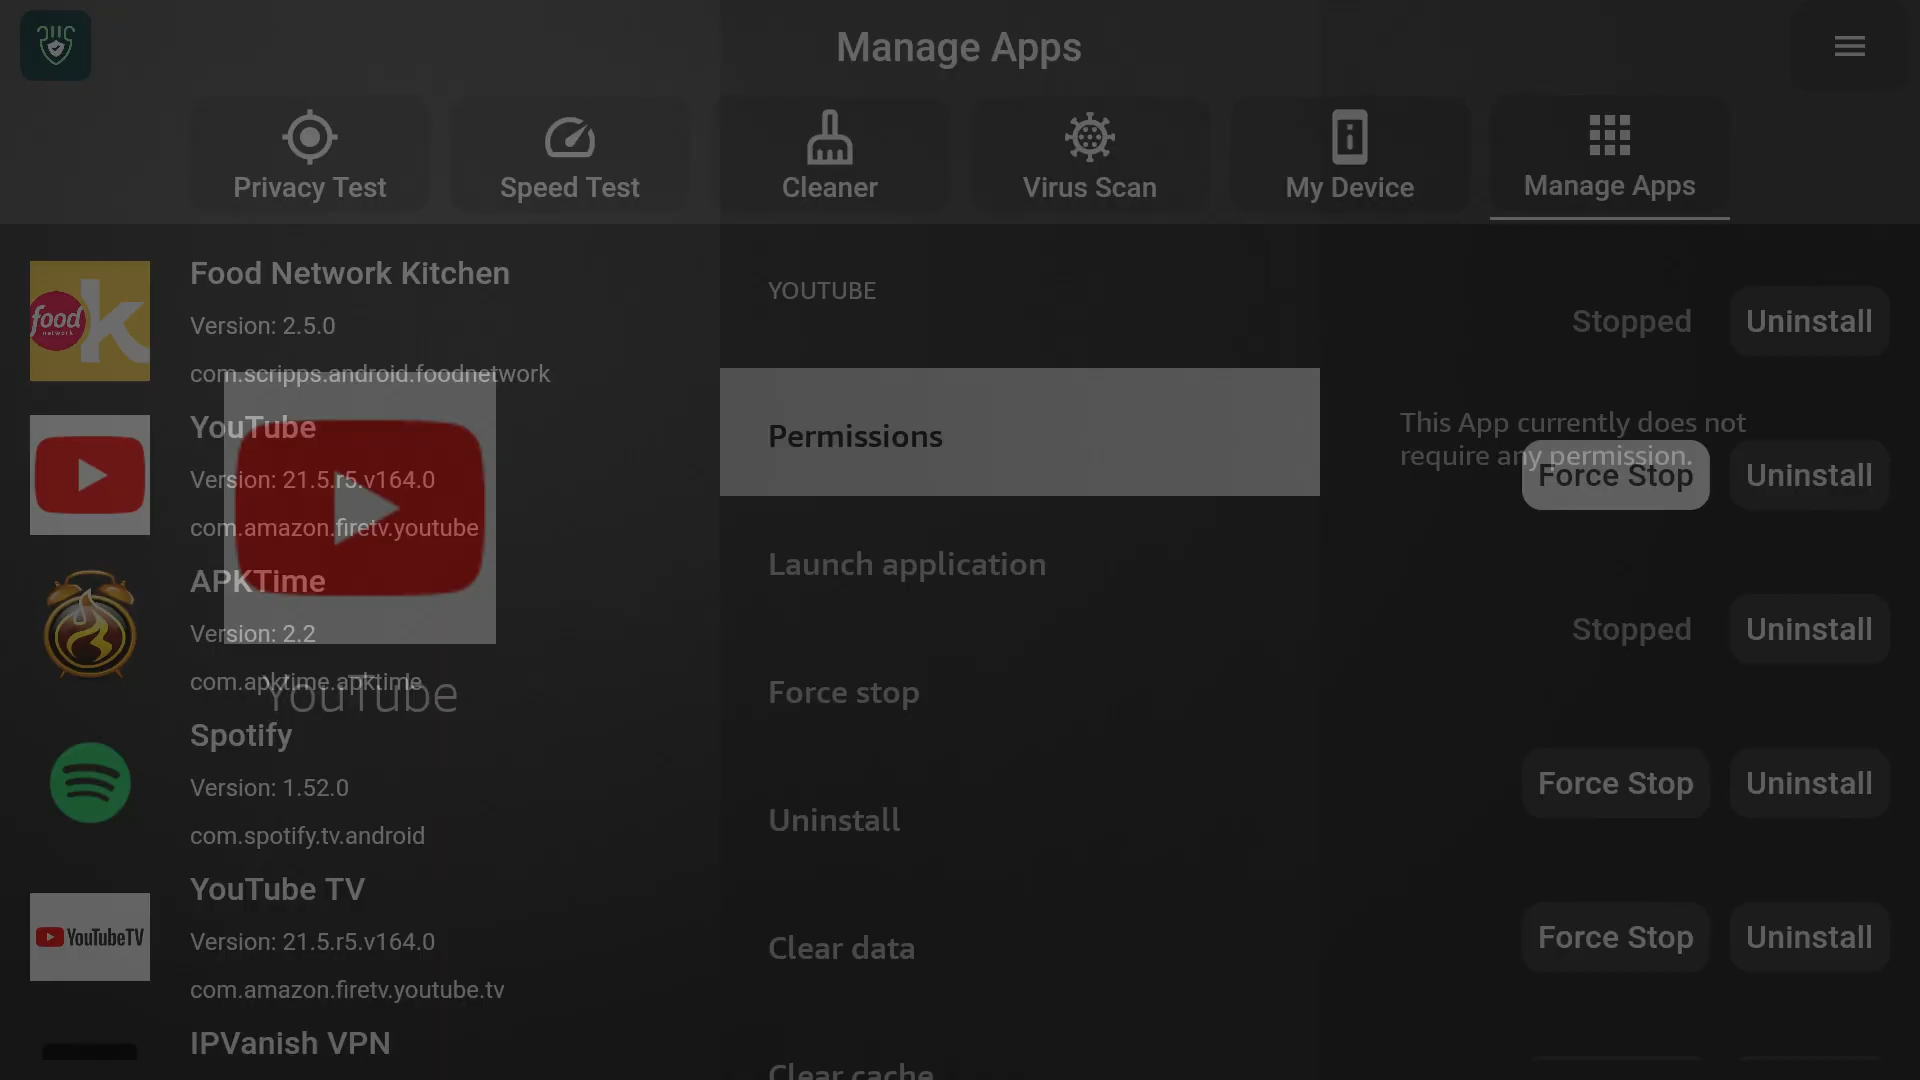 Manage Apps
Privacy Test
Speed Test
Cleaner
Virus Scan
My Device
Manage Apps
food
network
k
Food Network Kitchen
Version: 2.5.0
com.scripps.android.foodnetwork
Stopped
Uninstall
YouTube
Version: 21.5.r5.v164.0
com.amazon.firetv.youtube
Force Stop
Uninstall
APKTime
Version: 2.2
com.apktime.apktime
Stopped
Uninstall
Spotify
Version: 1.52.0
com.spotify.tv.android
Force Stop
Uninstall
YouTubeTV
YouTube TV
Version: 21.5.r5.v164.0
com.amazon.firetv.youtube.tv
Force Stop
Uninstall
IPVanish VPN
YouTube
YOUTUBE
Permissions
Launch application
Force stop
Uninstall
Clear data
Clear cache
This App currently does not
require any permission.